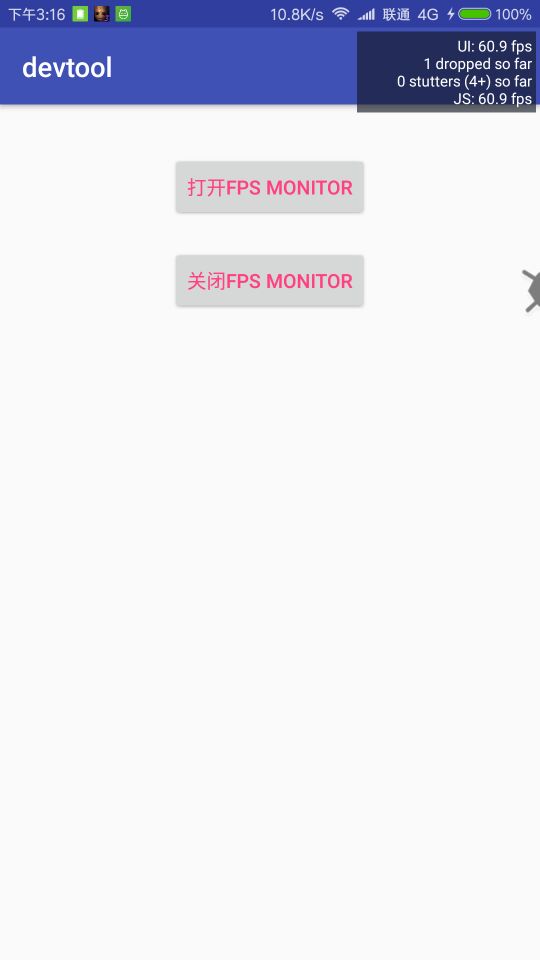 下午3:16 10.8K/s 联通 4G 100%
devtool
UI: 60.9 fps
1 dropped so far
0 stutters (4+) so far
JS: 60.9 fps
打开FPS MONITOR
关闭FPS MONITOR